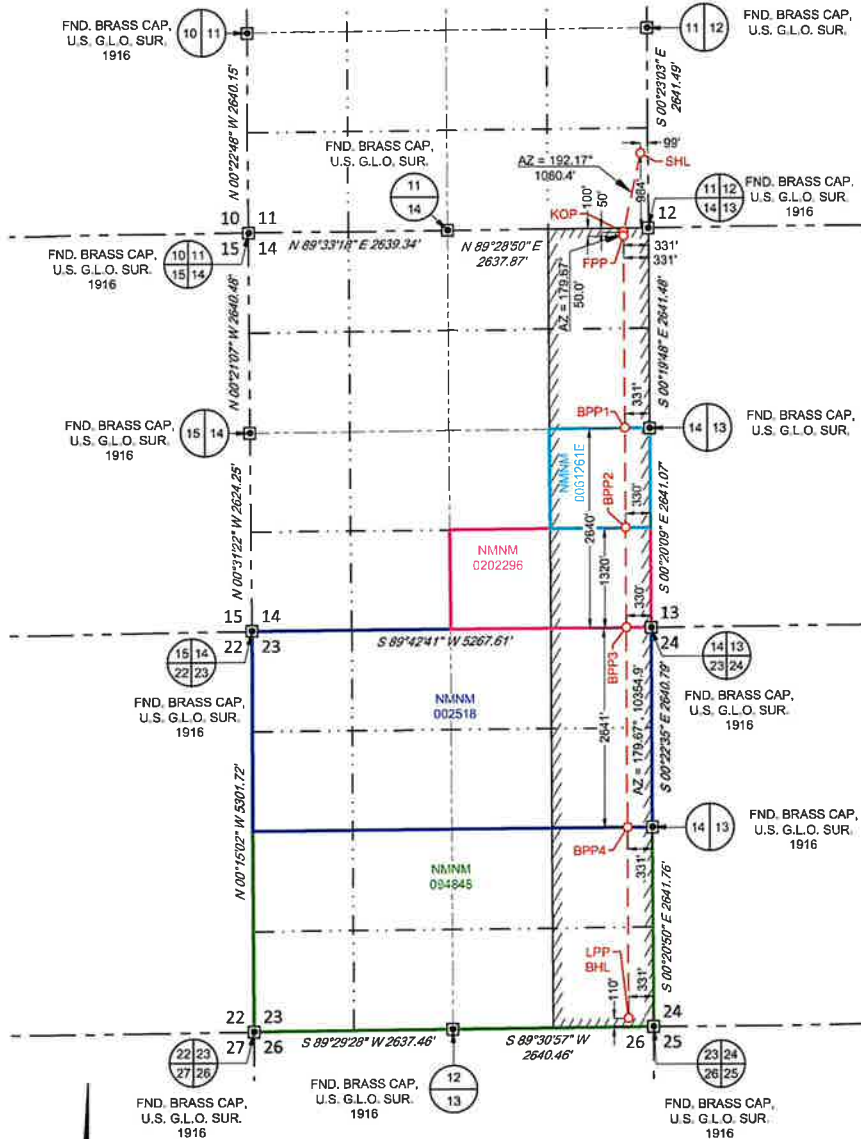 FND. BRASS CAP,
U.S. G.L.O. SUR.
1916
10 11
11 12
FND. BRASS CAP,
U.S. G.L.O. SUR.
N 00°22'48" W 2640.15'
S 00°23'03" E
2641.49'
FND. BRASS CAP,
U.S. G.L.O. SUR.
11
14
99'
SHL
AZ = 192.17°
1080.4'
984'
100'
50'
KOP
FPP
AZ = 179.67°
50.0'
331'
331'
10 11
15 14
12
11 12
14 13
FND. BRASS CAP,
U.S. G.L.O. SUR.
1916
N 89°33'18" E 2639.34'
N 89°28'50" E
2637.87'
FND. BRASS CAP,
U.S. G.L.O. SUR.
1916
10 11
15 14
N 00°21'07" W 2640.48'
S 00°19'48" E 2641.48'
FND. BRASS CAP,
U.S. G.L.O. SUR.
1916
15 14
BPP1
331'
14 13
FND. BRASS CAP,
U.S. G.L.O. SUR.
1916
NMNM
0061261E
BPP2
330'
N 00°31'22" W 2624.25'
S 00°20'09" E 2641.07'
NMNM
0202296
2640'
1320'
330'
15 14
22 23
13
24
S 89°42'41" W 5267.61'
BPP3
15 14
22 23
FND. BRASS CAP,
U.S. G.L.O. SUR.
1916
14 13
23 24
FND. BRASS CAP,
U.S. G.L.O. SUR.
1916
NMNM
002518
2641'
AZ = 179.67°, 10354.9'
S 00°22'35" E 2640.79'
N 00°15'02" W 5301.72'
BPP4
331'
14 13
FND. BRASS CAP,
U.S. G.L.O. SUR.
1916
NMNM
094845
S 00°20'50" E 2641.76'
LPP
BHL
110'
331'
22 23
27 26
24
26 25
S 89°29'28" W 2637.46'
S 89°30'57" W
2640.46'
22 23
27 26
FND. BRASS CAP,
U.S. G.L.O. SUR.
1916
12
13
FND. BRASS CAP,
U.S. G.L.O. SUR.
1916
23 24
26 25
FND. BRASS CAP,
U.S. G.L.O. SUR.
1916